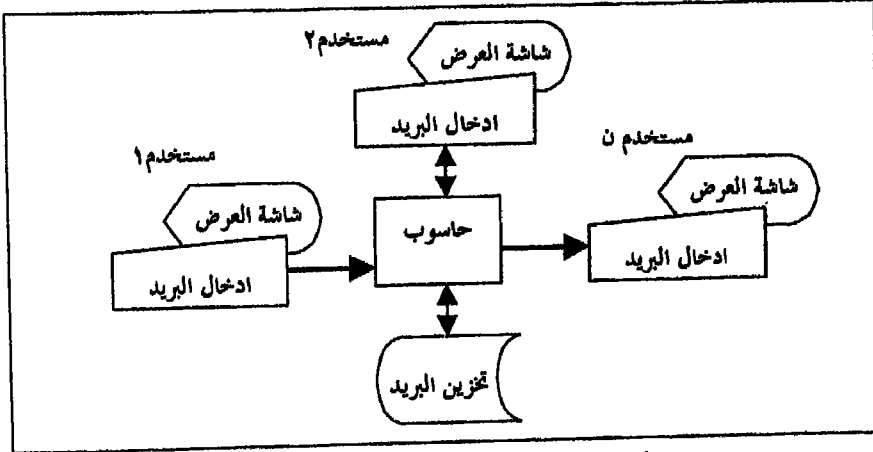 مستخدم٢
شاشة العرض
ادخال البريد
مستخدم ن
شاشة العرض
ادخال البريد
مستخدم١
شاشة العرض
ادخال البريد
حاسوب
تخزين البريد